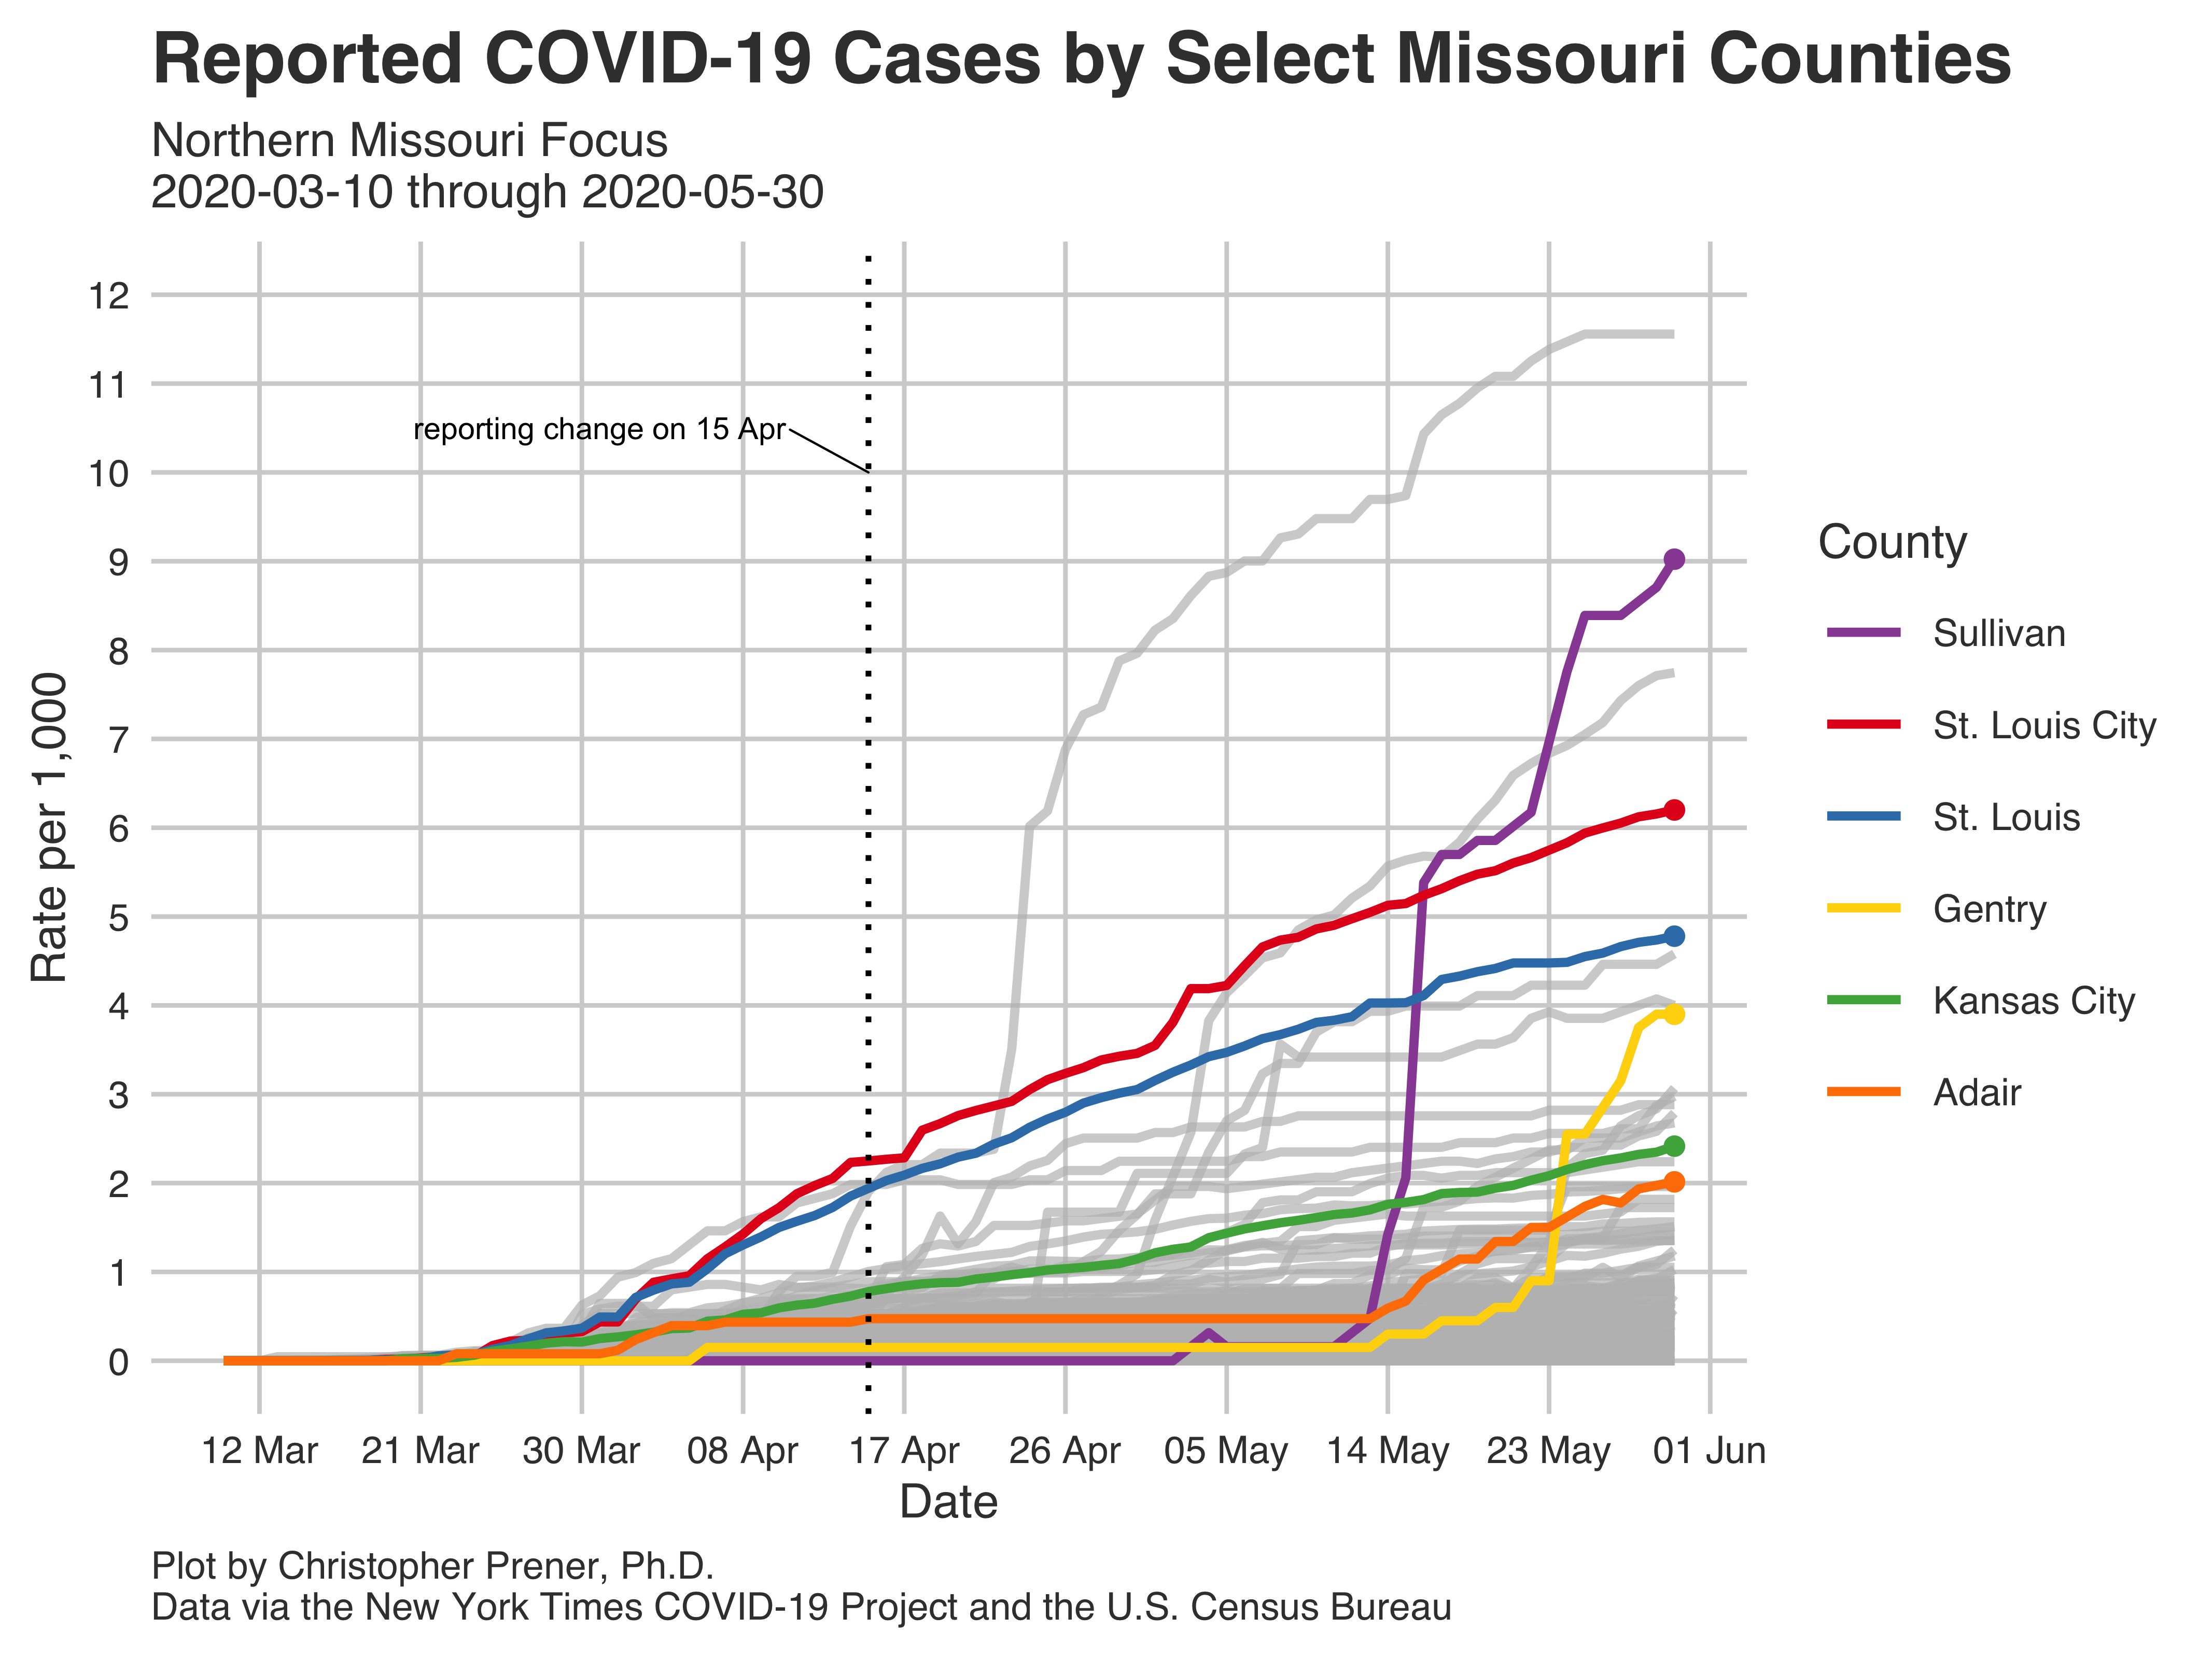 Reported COVID-19 Cases by Select Missouri Counties
Northern Missouri Focus
2020-03-10 through 2020-05-30
12
11
reporting change on 15 Apr
10
9
8
7
6
5
4
3
2
1
0
Rate per 1,000
12 Mar 21 Mar 30 Mar 08 Apr 17 Apr 26 Apr 05 May 14 May 23 May 01 Jun
Date
County
Sullivan
St. Louis City
St. Louis
Gentry
Kansas City
Adair
Plot by Christopher Prener, Ph.D.
Data via the New York Times COVID-19 Project and the U.S. Census Bureau